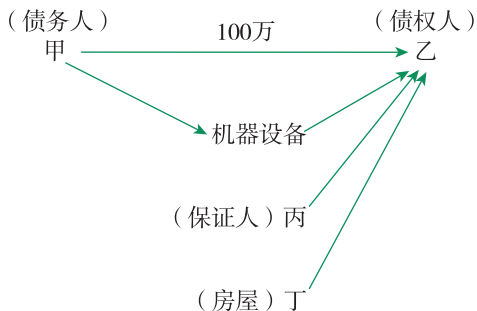 （债务人）
甲
100万
（债权人）
乙
机器设备
（保证人）丙
（房屋）丁